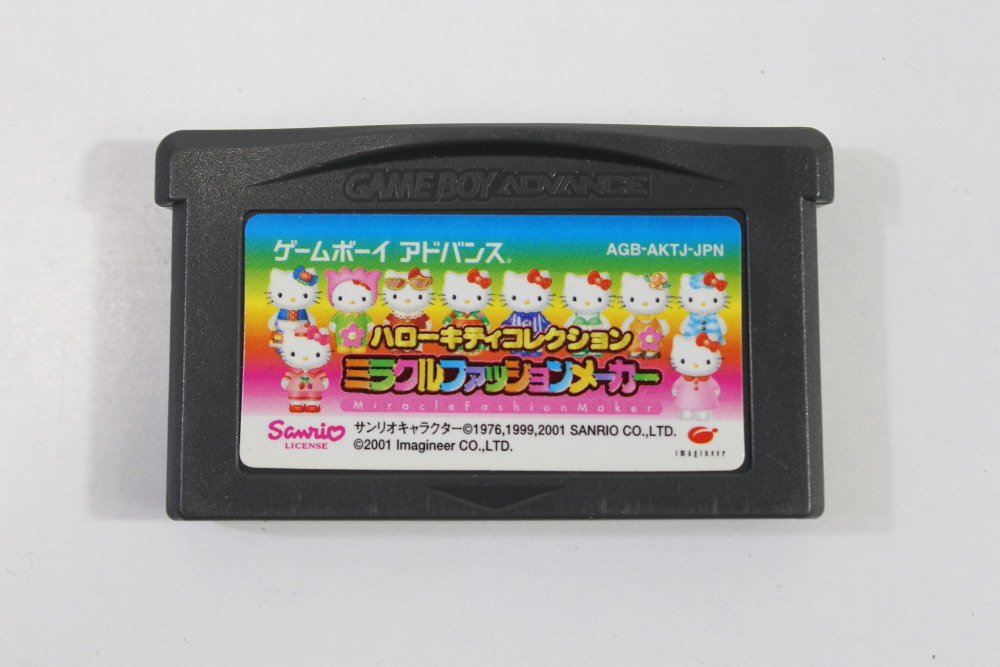 GAME BOY ADVANCE
ゲームボーイ アドバンス®
AGB-AKTJ-JPN
ハローキティコレクション
ミラクルファッションメーカー
MiracleFashionMaker
Sanrio
LICENSE
サンリオキャラクター©1976,1999,2001 SANRIO CO.,LTD.
©2001 Imagineer CO.,LTD.
imagineer